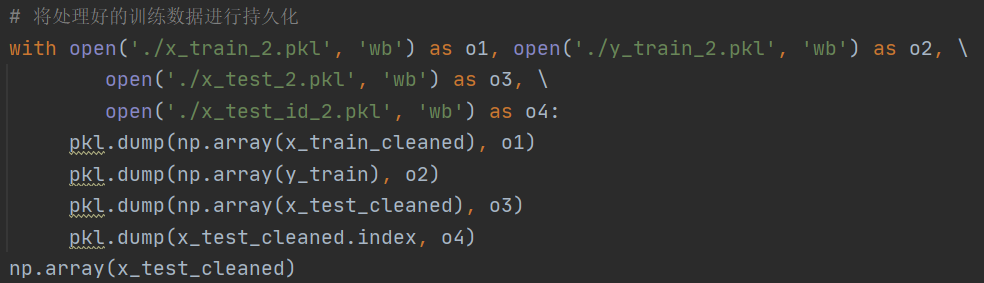 # 将处理好的训练数据进行持久化
with open('./x_train_2.pkl', 'wb') as o1, open('./y_train_2.pkl', 'wb') as o2, \
        open('./x_test_2.pkl', 'wb') as o3, \
        open('./x_test_id_2.pkl', 'wb') as o4:
    pkl.dump(np.array(x_train_cleaned), o1)
    pkl.dump(np.array(y_train), o2)
    pkl.dump(np.array(x_test_cleaned), o3)
    pkl.dump(x_test_cleaned.index, o4)
np.array(x_test_cleaned)